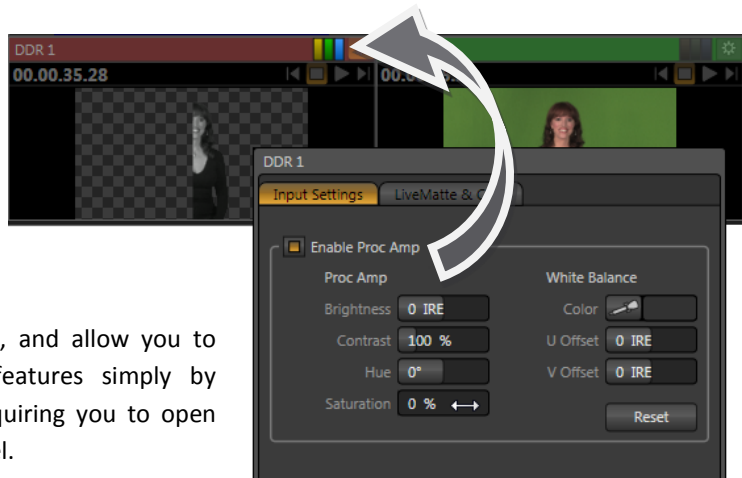 DDR 1
00.00.35.28
00.
DDR 1
Input Settings LiveMatte &
Enable Proc Amp
Proc Amp White Balance
Brightness 0 IRE Color
Contrast 100 % U Offset 0 IRE
Hue 0° V Offset 0 IRE
Saturation 0 %
Reset
, and allow you to
features simply by
quiring you to open
el.